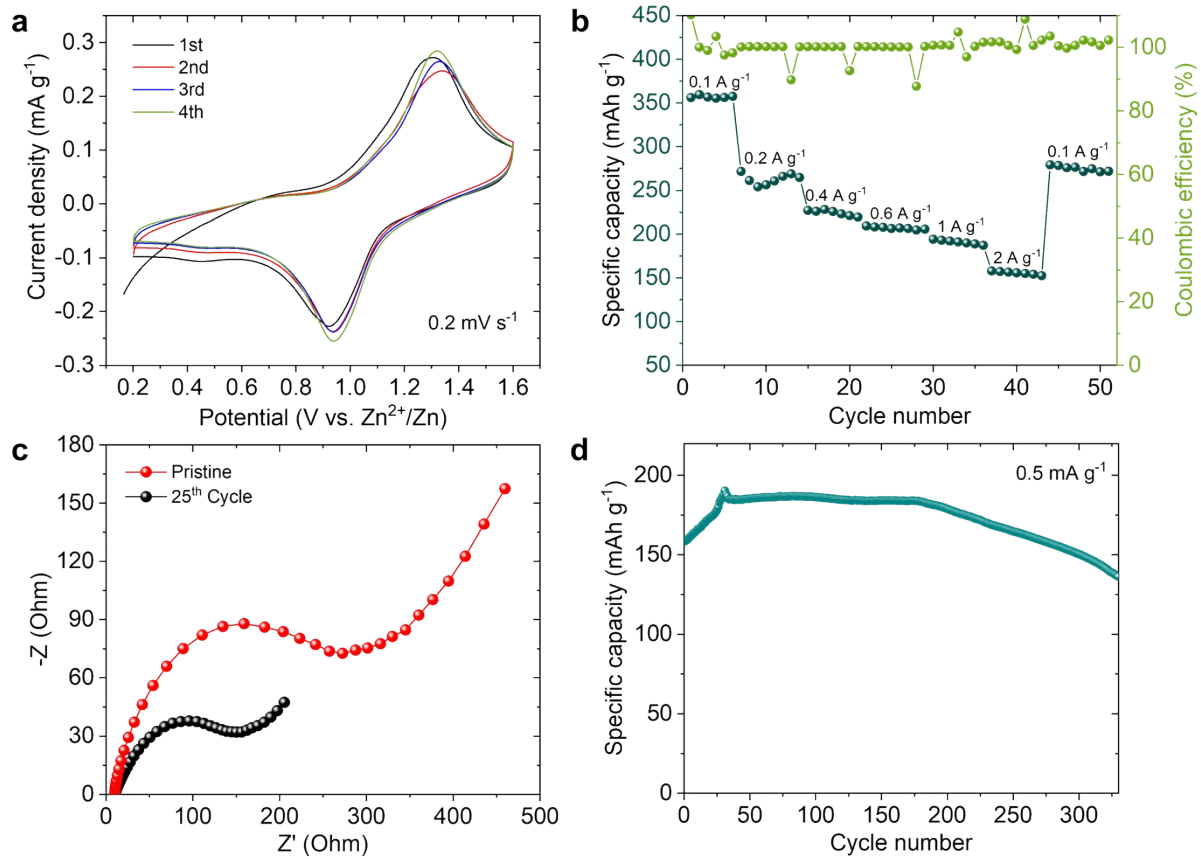 a
0.3
0.2
0.1
0.0
-0.1
-0.2
-0.3
Current density (mA g⁻¹)
1st
2nd
3rd
4th
0.2 mV s⁻¹
0.2 0.4 0.6 0.8 1.0 1.2 1.4 1.6
Potential (V vs. Zn²⁺/Zn)
b
450
400
350
300
250
200
150
100
50
Specific capacity (mAh g⁻¹)
0.1 A g⁻¹
0.2 A g⁻¹
0.4 A g⁻¹
0.6 A g⁻¹
1 A g⁻¹
2 A g⁻¹
0.1 A g⁻¹
100
80
60
40
20
0
Coulombic efficiency (%)
0 10 20 30 40 50
Cycle number
c
180
150
120
90
60
30
0
-Z (Ohm)
Pristine
25th Cycle
0 100 200 300 400 500
Z' (Ohm)
d
200
150
100
50
0
Specific capacity (mAh g⁻¹)
0.5 mA g⁻¹
0 50 100 150 200 250 300
Cycle number